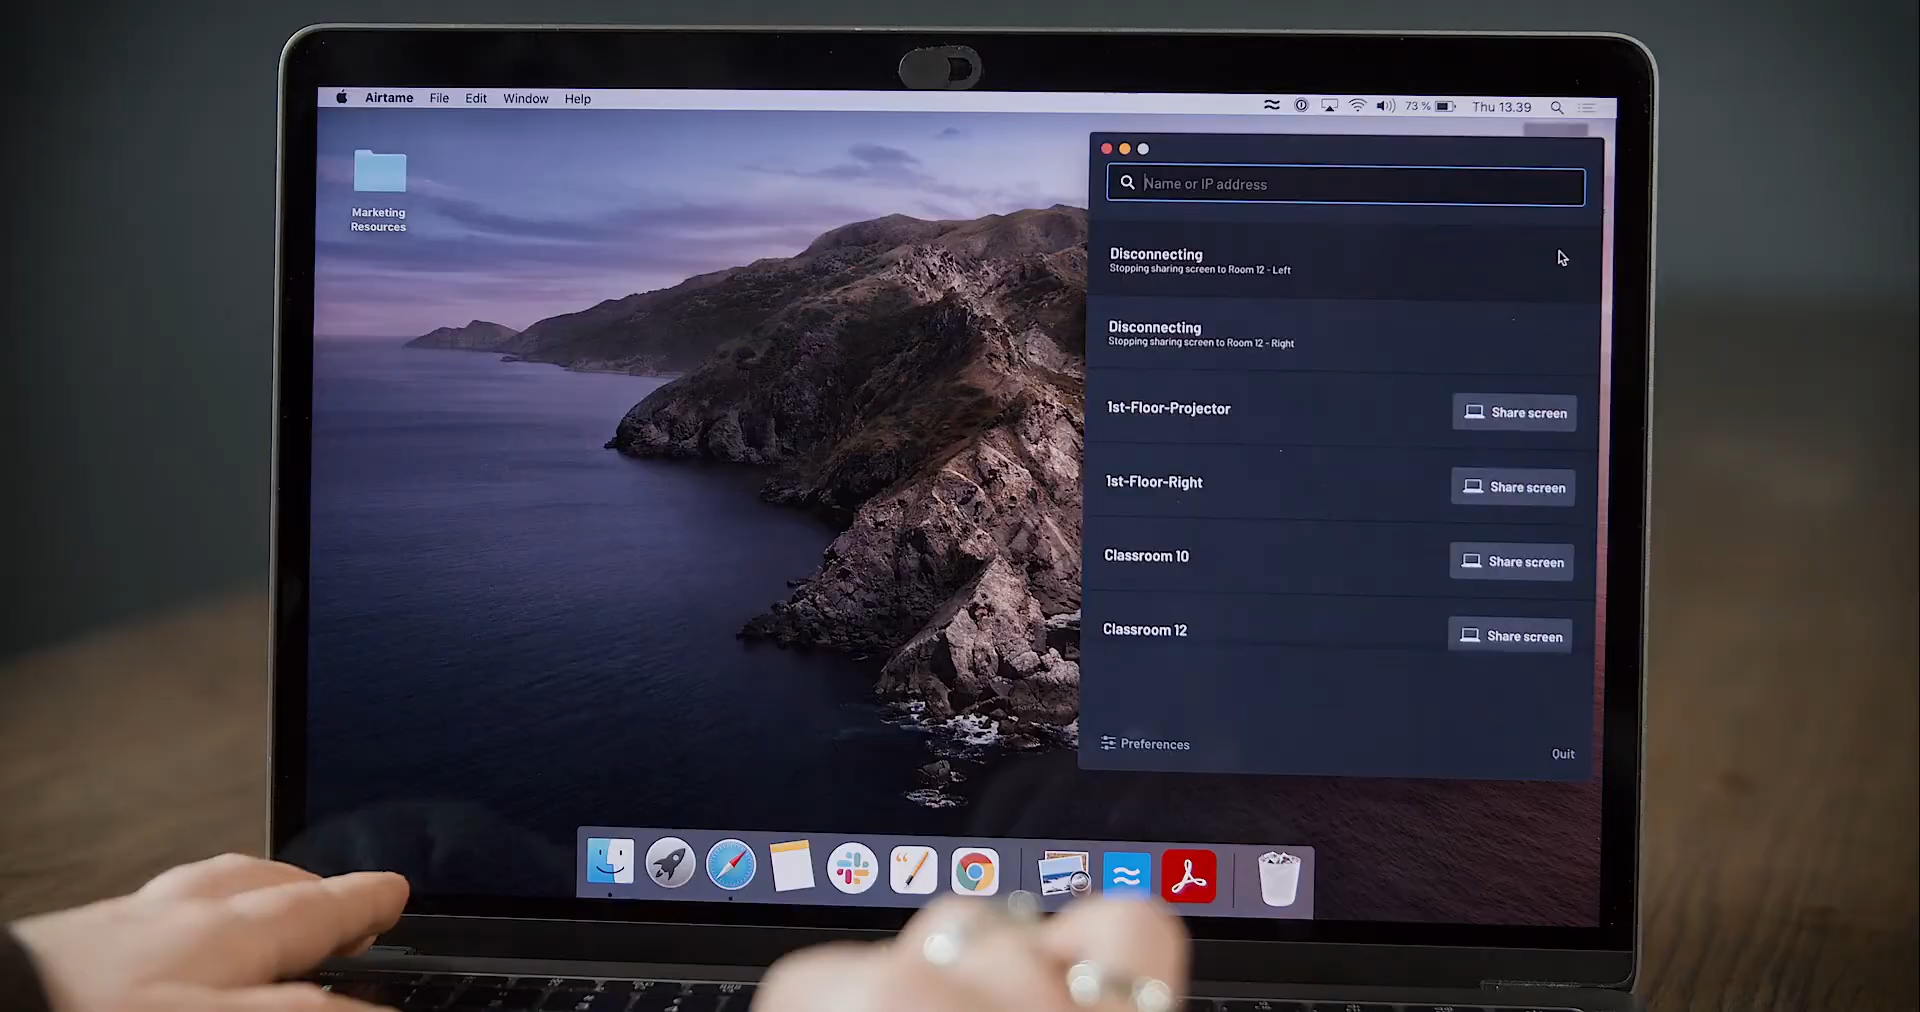 Airtame File Edit Window Help
73 % Thu 13.39
Marketing
Resources
Name or IP address
Disconnecting
Stopping sharing screen to Room 12 - Left
Disconnecting
Stopping sharing screen to Room 12 - Right
1st-Floor-Projector
Share screen
1st-Floor-Right
Share screen
Classroom 10
Share screen
Classroom 12
Share screen
Preferences
Quit